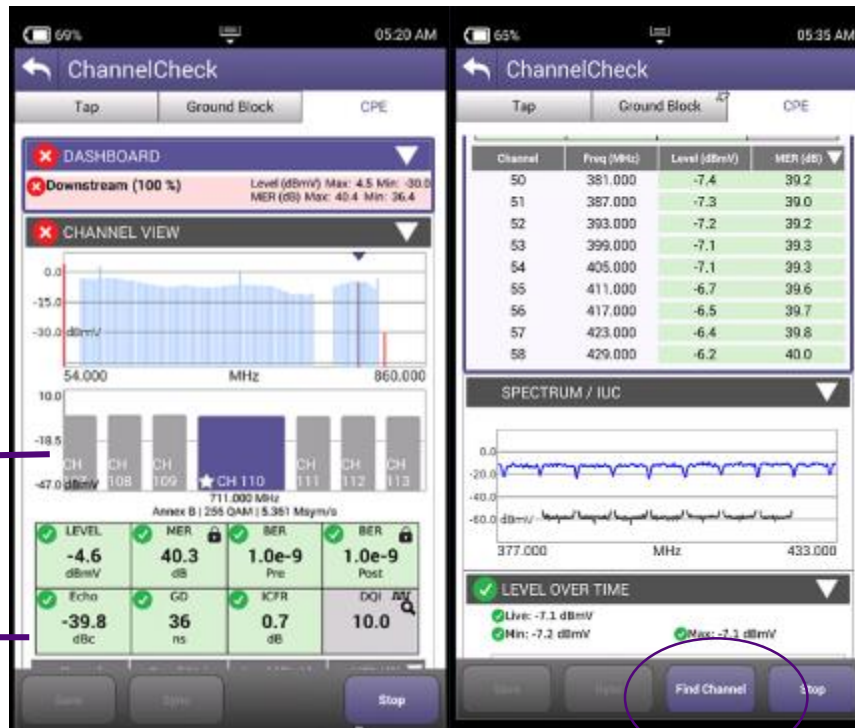 69%
05:20 AM
ChannelCheck
Tap Ground Block CPE
DASHBOARD
Downstream (100 %) Level (dBmV) Max: 4.5 Min: -30.0
MER (dB) Max: 40.4 Min: 36.4
CHANNEL VIEW
0.0
-15.0
-30.0 dBmV
54.000 MHz 860.000
10.0
-18.5
CH CH CH CH CH CH
108 109 CH 110 111 112 113
-47.0 dBmV
711.000 MHz
Annex B | 256 QAM | 5.361 Msym/s
LEVEL MER BER BER
-4.6 40.3 1.0e-9 1.0e-9
dBmV dB Pre Post
Echo GD ICFR DQI
-39.8 36 0.7 10.0
dBc ns dB
Stop
65%
05:35 AM
ChannelCheck
Tap Ground Block CPE
Channel Freq (MHz) Level (dBmV) MER (dB)
50 381.000 -7.4 39.2
51 387.000 -7.3 39.0
52 393.000 -7.2 39.2
53 399.000 -7.1 39.3
54 405.000 -7.1 39.3
55 411.000 -6.7 39.6
56 417.000 -6.5 39.7
57 423.000 -6.4 39.8
58 429.000 -6.2 40.0
SPECTRUM / IUC
0.0
-20.0
-40.0
-60.0 dBmV
377.000 MHz 433.000
LEVEL OVER TIME
Live: -7.1 dBmV
Min: -7.2 dBmV Max: -7.1 dBmV
Find Channel Stop